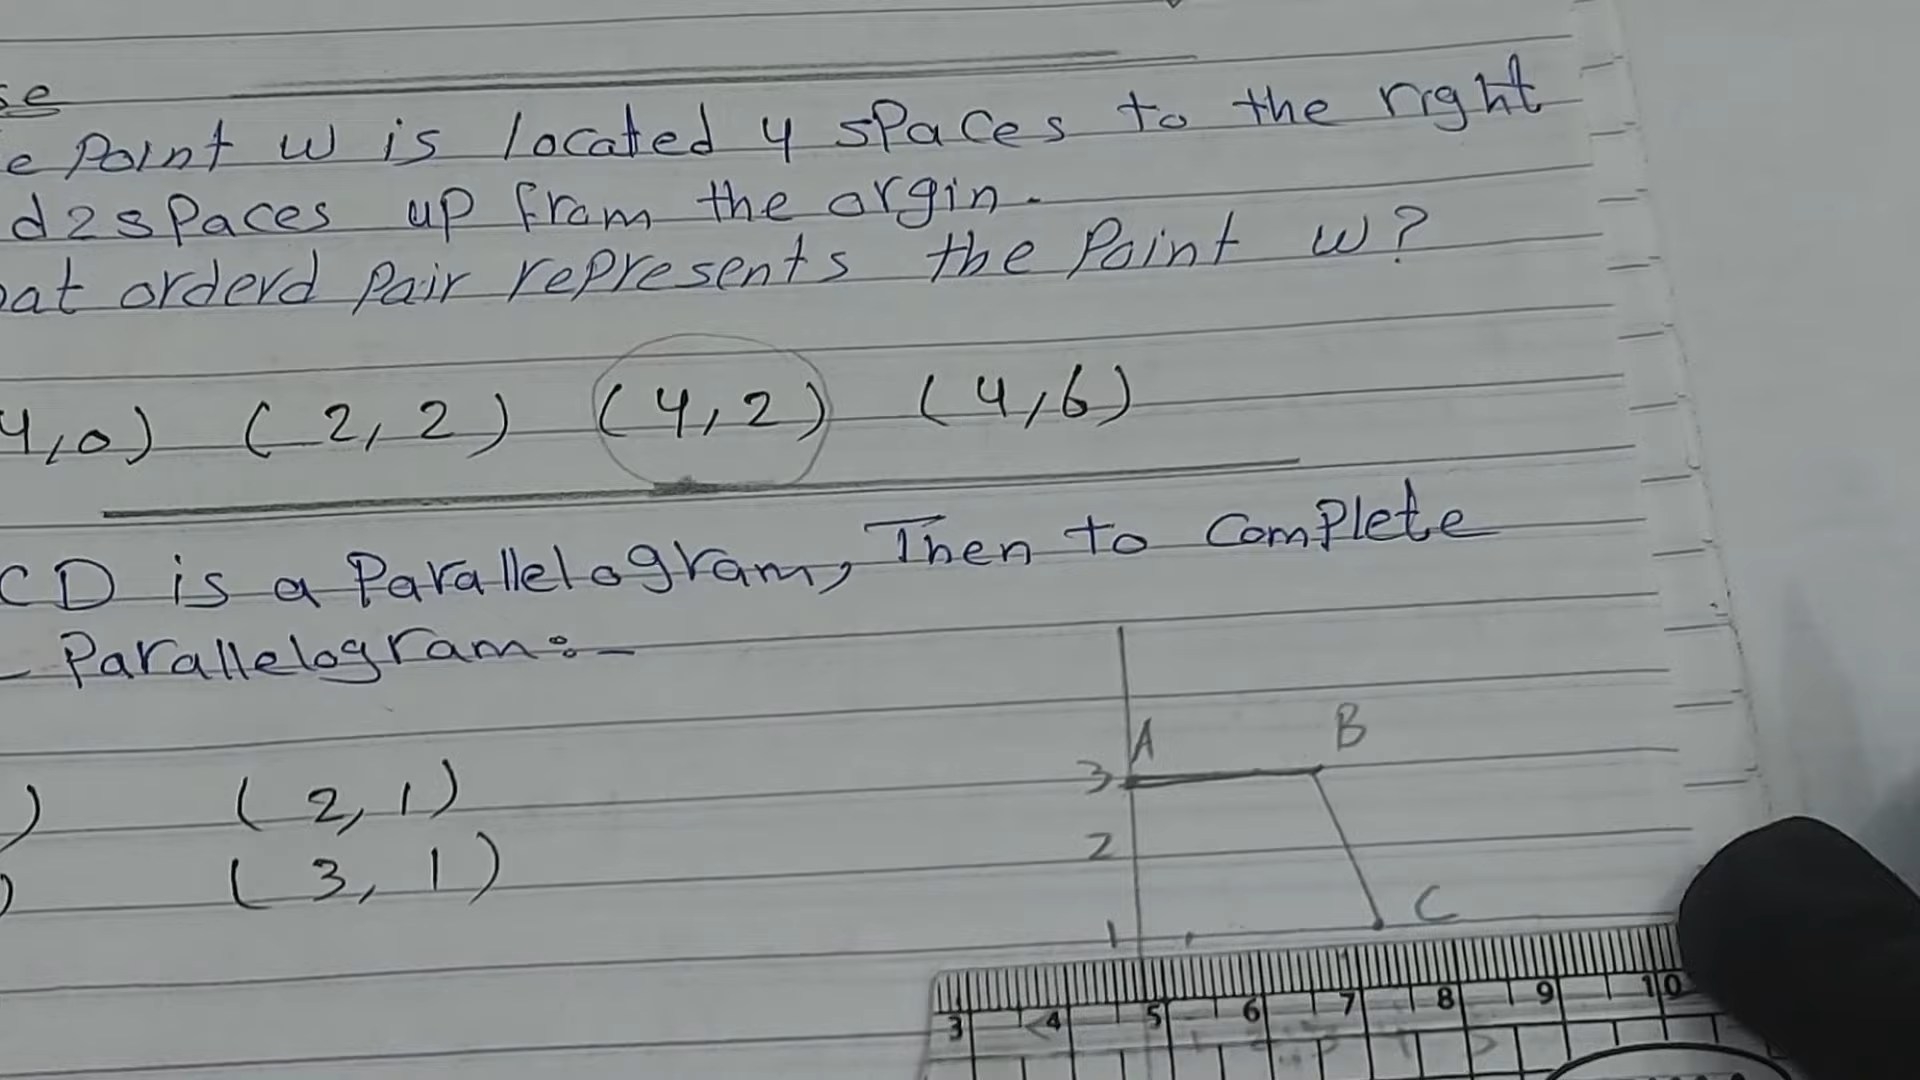 se
e Point w is located 4 spaces to the right
d 2 spaces up from the orgin.
at orderd pair represents the Point w?
4,0) (2,2) (4,2) (4,6)
CD is a Parallelogram, Then to complete
Parallelogram:-
) (2,1)
) (3,1)
A B
3
2
1 C
3 4 5 6 7 8 9 10